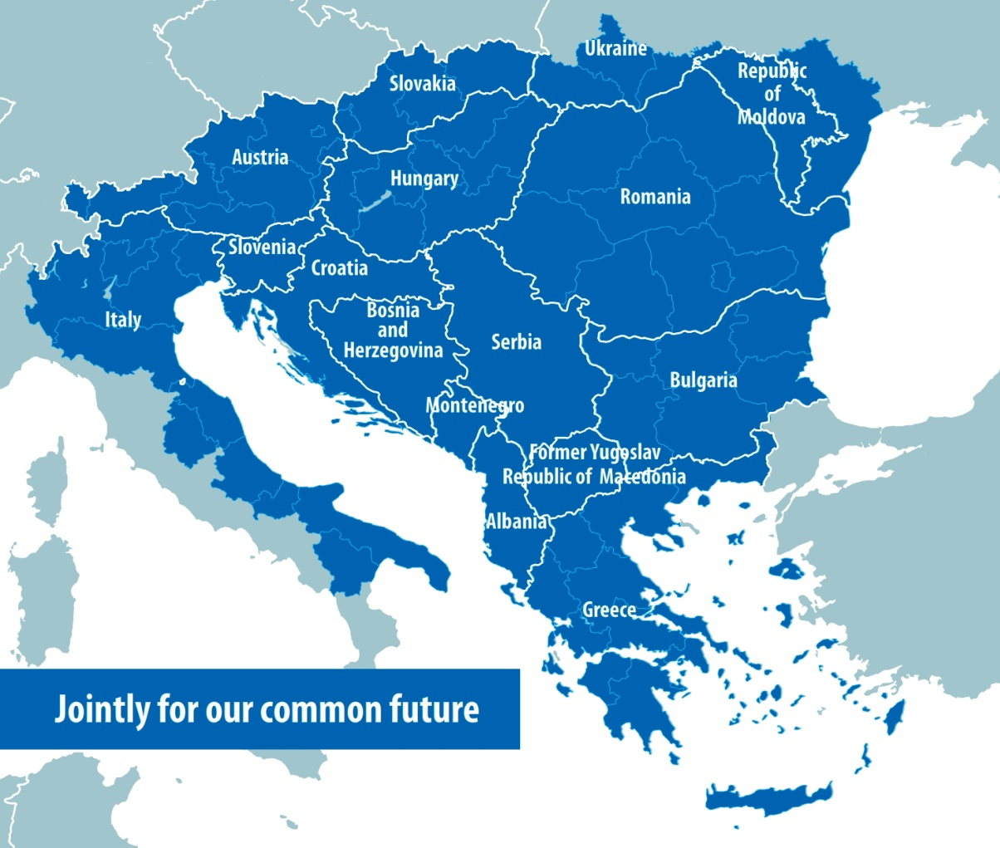 Ukraine
Slovakia
Republic
of
Moldova
Austria
Hungary
Romania
Slovenia
Croatia
Italy
Bosnia
and
Herzegovina
Serbia
Bulgaria
Montenegro
Former Yugoslav
Republic of Macedonia
Albania
Greece
Jointly for our common future